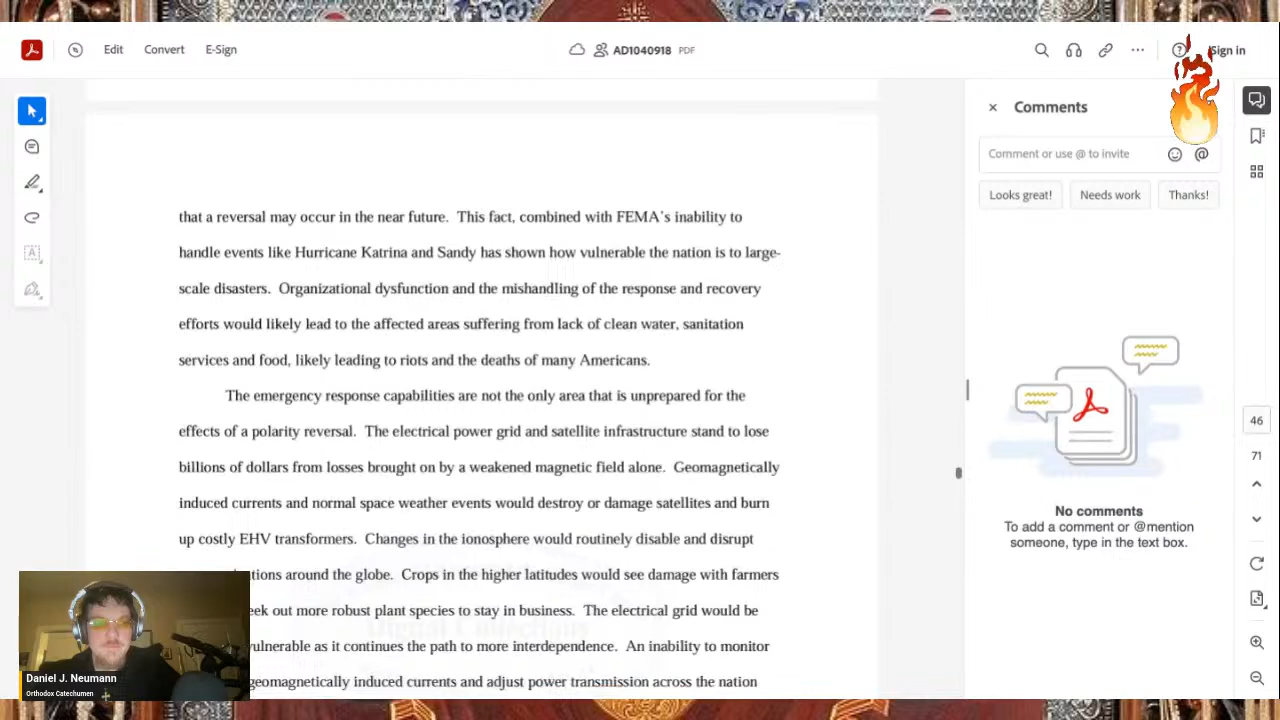 Edit
Convert
E-Sign
AD1040918 PDF
Sign in
Comments
Comment or use @ to invite
Looks great!
Needs work
Thanks!
that a reversal may occur in the near future. This fact, combined with FEMA's inability to
handle events like Hurricane Katrina and Sandy has shown how vulnerable the nation is to large-
scale disasters. Organizational dysfunction and the mishandling of the response and recovery
efforts would likely lead to the affected areas suffering from lack of clean water, sanitation
services and food, likely leading to riots and the deaths of many Americans.
The emergency response capabilities are not the only area that is unprepared for the
effects of a polarity reversal. The electrical power grid and satellite infrastructure stand to lose
billions of dollars from losses brought on by a weakened magnetic field alone. Geomagnetically
induced currents and normal space weather events would destroy or damage satellites and burn
up costly EHV transformers. Changes in the ionosphere would routinely disable and disrupt
tions around the globe. Crops in the higher latitudes would see damage with farmers
eek out more robust plant species to stay in business. The electrical grid would be
vulnerable as it continues the path to more interdependence. An inability to monitor
geomagnetically induced currents and adjust power transmission across the nation
Digital Collections
46
71
No comments
To add a comment or @mention
someone, type in the text box.
Daniel J. Neumann
Orthodox Catechumen